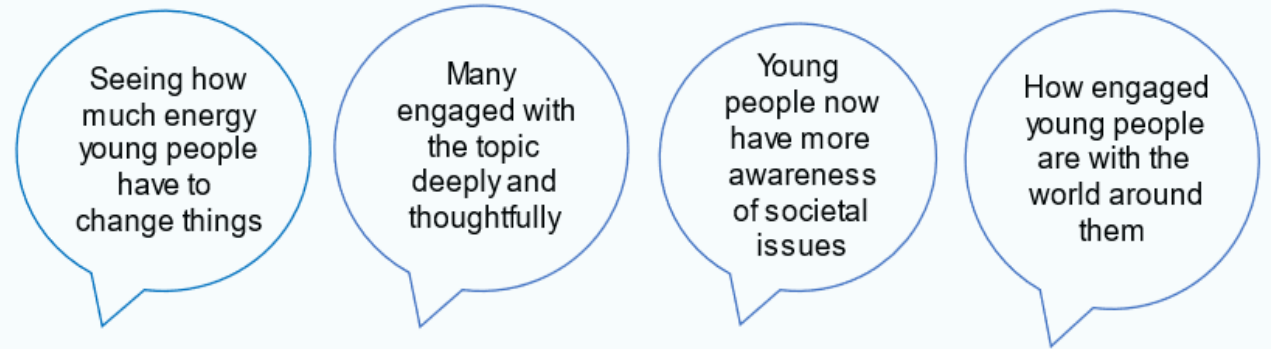 Seeing how
much energy
young people
have to
change things
Many
engaged with
the topic
deeply and
thoughtfully
Young
people now
have more
awareness
of societal
issues
How engaged
young people
are with the
world around
them